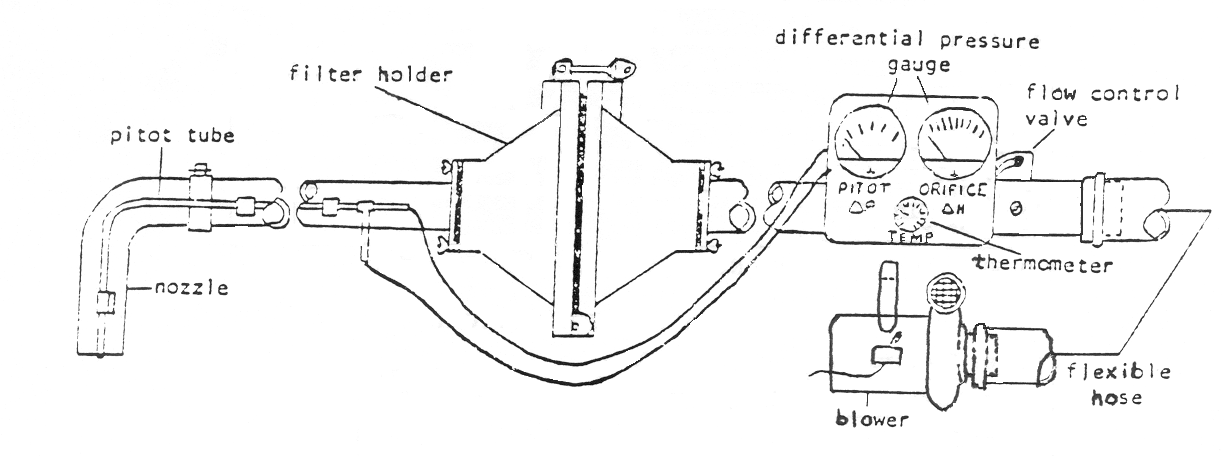 differential pressure
gauge
filter holder
flow control
valve
pitot tube
PITOT
ΔP
ORIFICE
ΔH
TEMP
thermometer
nozzle
flexible
hose
blower